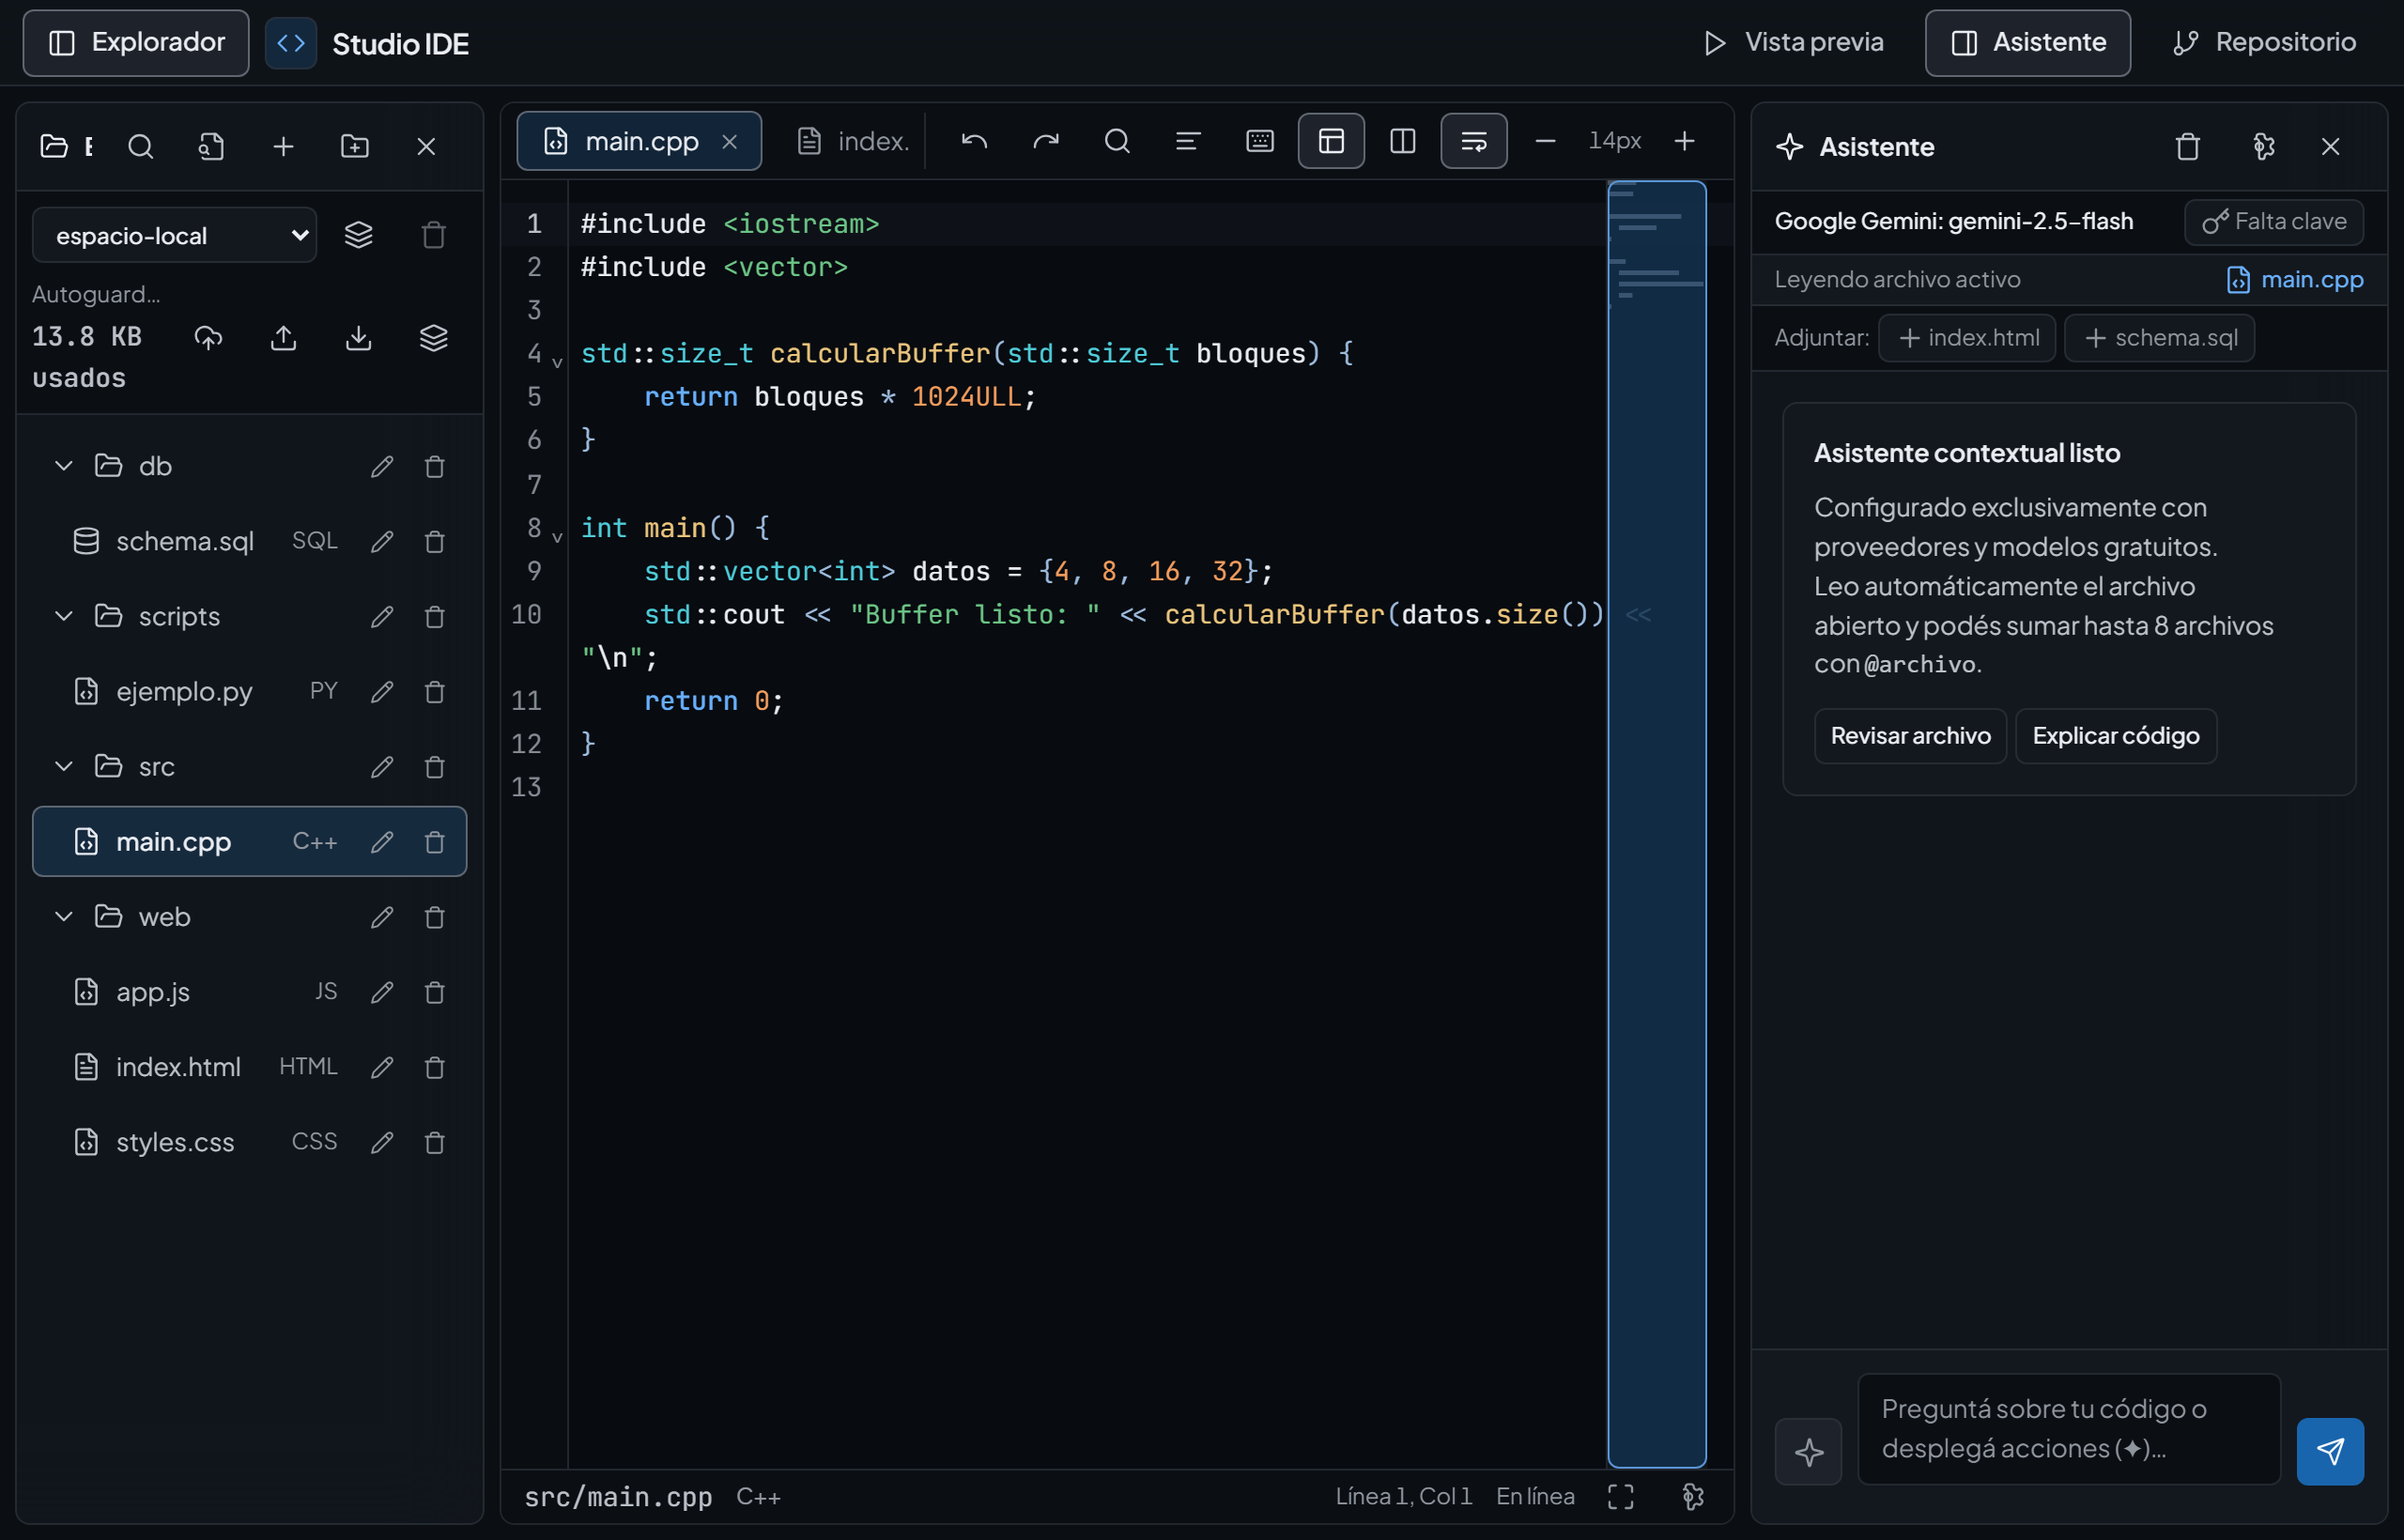 Explorador
Studio IDE
Vista previa
Asistente
Repositorio
espacio-local
Autoguard...
13.8 KB
usados
db
schema.sql SQL
scripts
ejemplo.py PY
src
main.cpp C++
web
app.js JS
index.html HTML
styles.css CSS
main.cpp
index.
14px
1 #include <iostream>
2 #include <vector>
3
4 std::size_t calcularBuffer(std::size_t bloques) {
5     return bloques * 1024ULL;
6 }
7
8 int main() {
9     std::vector<int> datos = {4, 8, 16, 32};
10     std::cout << "Buffer listo: " << calcularBuffer(datos.size()) <<
"\n";
11     return 0;
12 }
13
src/main.cpp C++
Línea 1, Col 1 En línea
Asistente
Google Gemini: gemini-2.5-flash
Falta clave
Leyendo archivo activo
main.cpp
Adjuntar: + index.html + schema.sql
Asistente contextual listo
Configurado exclusivamente con
proveedores y modelos gratuitos.
Leo automáticamente el archivo
abierto y podés sumar hasta 8 archivos
con @archivo.
Revisar archivo
Explicar código
Preguntá sobre tu código o
desplegá acciones (✦)...